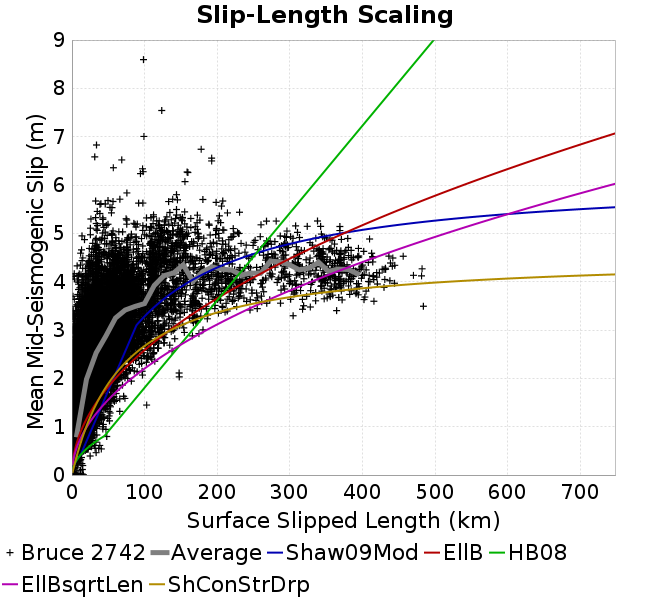 Slip-Length Scaling
Mean Mid-Seismogenic Slip (m)
9
8
7
6
5
4
3
2
1
0
0 100 200 300 400 500 600 700
Surface Slipped Length (km)
Bruce 2742 Average Shaw09Mod EllB HB08
EllBsqrtLen ShConStrDrp